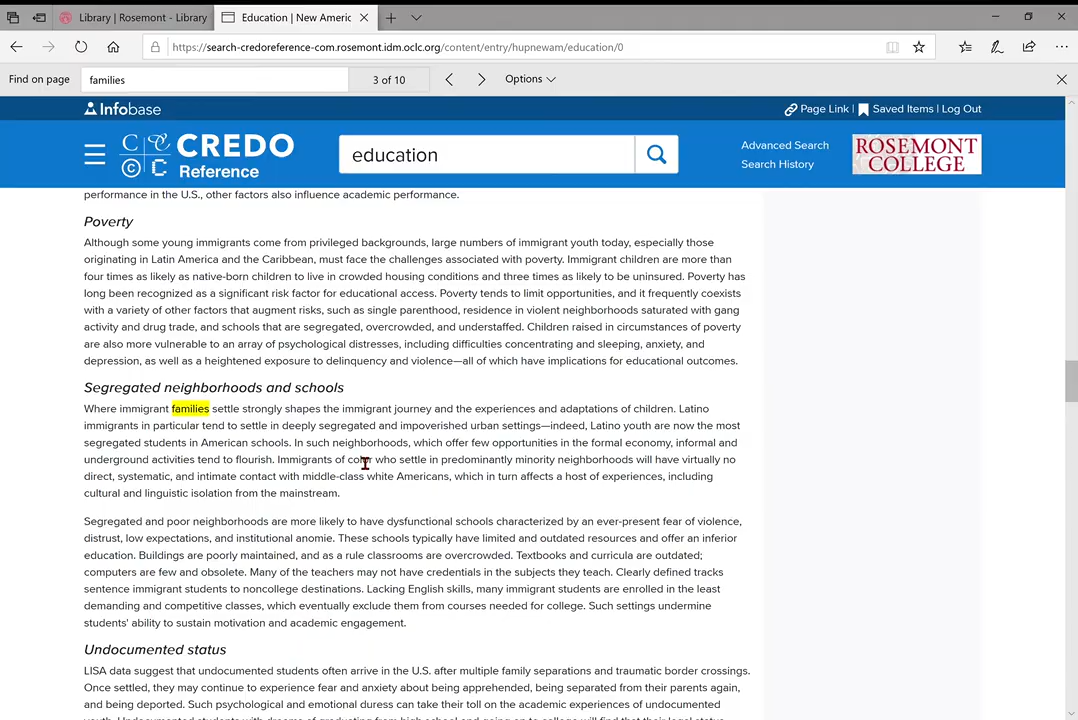 Library | Rosemont - Library
Education | New Americ
https://search-credoreference-com.rosemont.idm.oclc.org/content/entry/hupnewam/education/0
Find on page
families
3 of 10
Options
Infobase
Page Link | Saved Items | Log Out
CREDO
Reference
education
Advanced Search
Search History
ROSEMONT
COLLEGE
performance in the U.S., other factors also influence academic performance.
Poverty
Although some young immigrants come from privileged backgrounds, large numbers of immigrant youth today, especially those
originating in Latin America and the Caribbean, must face the challenges associated with poverty. Immigrant children are more than
four times as likely as native-born children to live in crowded housing conditions and three times as likely to be uninsured. Poverty has
long been recognized as a significant risk factor for educational access. Poverty tends to limit opportunities, and it frequently coexists
with a variety of other factors that augment risks, such as single parenthood, residence in violent neighborhoods saturated with gang
activity and drug trade, and schools that are segregated, overcrowded, and understaffed. Children raised in circumstances of poverty
are also more vulnerable to an array of psychological distresses, including difficulties concentrating and sleeping, anxiety, and
depression, as well as a heightened exposure to delinquency and violence—all of which have implications for educational outcomes.
Segregated neighborhoods and schools
Where immigrant families settle strongly shapes the immigrant journey and the experiences and adaptations of children. Latino
immigrants in particular tend to settle in deeply segregated and impoverished urban settings—indeed, Latino youth are now the most
segregated students in American schools. In such neighborhoods, which offer few opportunities in the formal economy, informal and
underground activities tend to flourish. Immigrants of color who settle in predominantly minority neighborhoods will have virtually no
direct, systematic, and intimate contact with middle-class white Americans, which in turn affects a host of experiences, including
cultural and linguistic isolation from the mainstream.
Segregated and poor neighborhoods are more likely to have dysfunctional schools characterized by an ever-present fear of violence,
distrust, low expectations, and institutional anomie. These schools typically have limited and outdated resources and offer an inferior
education. Buildings are poorly maintained, and as a rule classrooms are overcrowded. Textbooks and curricula are outdated;
computers are few and obsolete. Many of the teachers may not have credentials in the subjects they teach. Clearly defined tracks
sentence immigrant students to noncollege destinations. Lacking English skills, many immigrant students are enrolled in the least
demanding and competitive classes, which eventually exclude them from courses needed for college. Such settings undermine
students' ability to sustain motivation and academic engagement.
Undocumented status
LISA data suggest that undocumented students often arrive in the U.S. after multiple family separations and traumatic border crossings.
Once settled, they may continue to experience fear and anxiety about being apprehended, being separated from their parents again,
and being deported. Such psychological and emotional duress can take their toll on the academic experiences of undocumented
youth. Undocumented students with dreams of graduating from high school and going on to college will find that their legal status